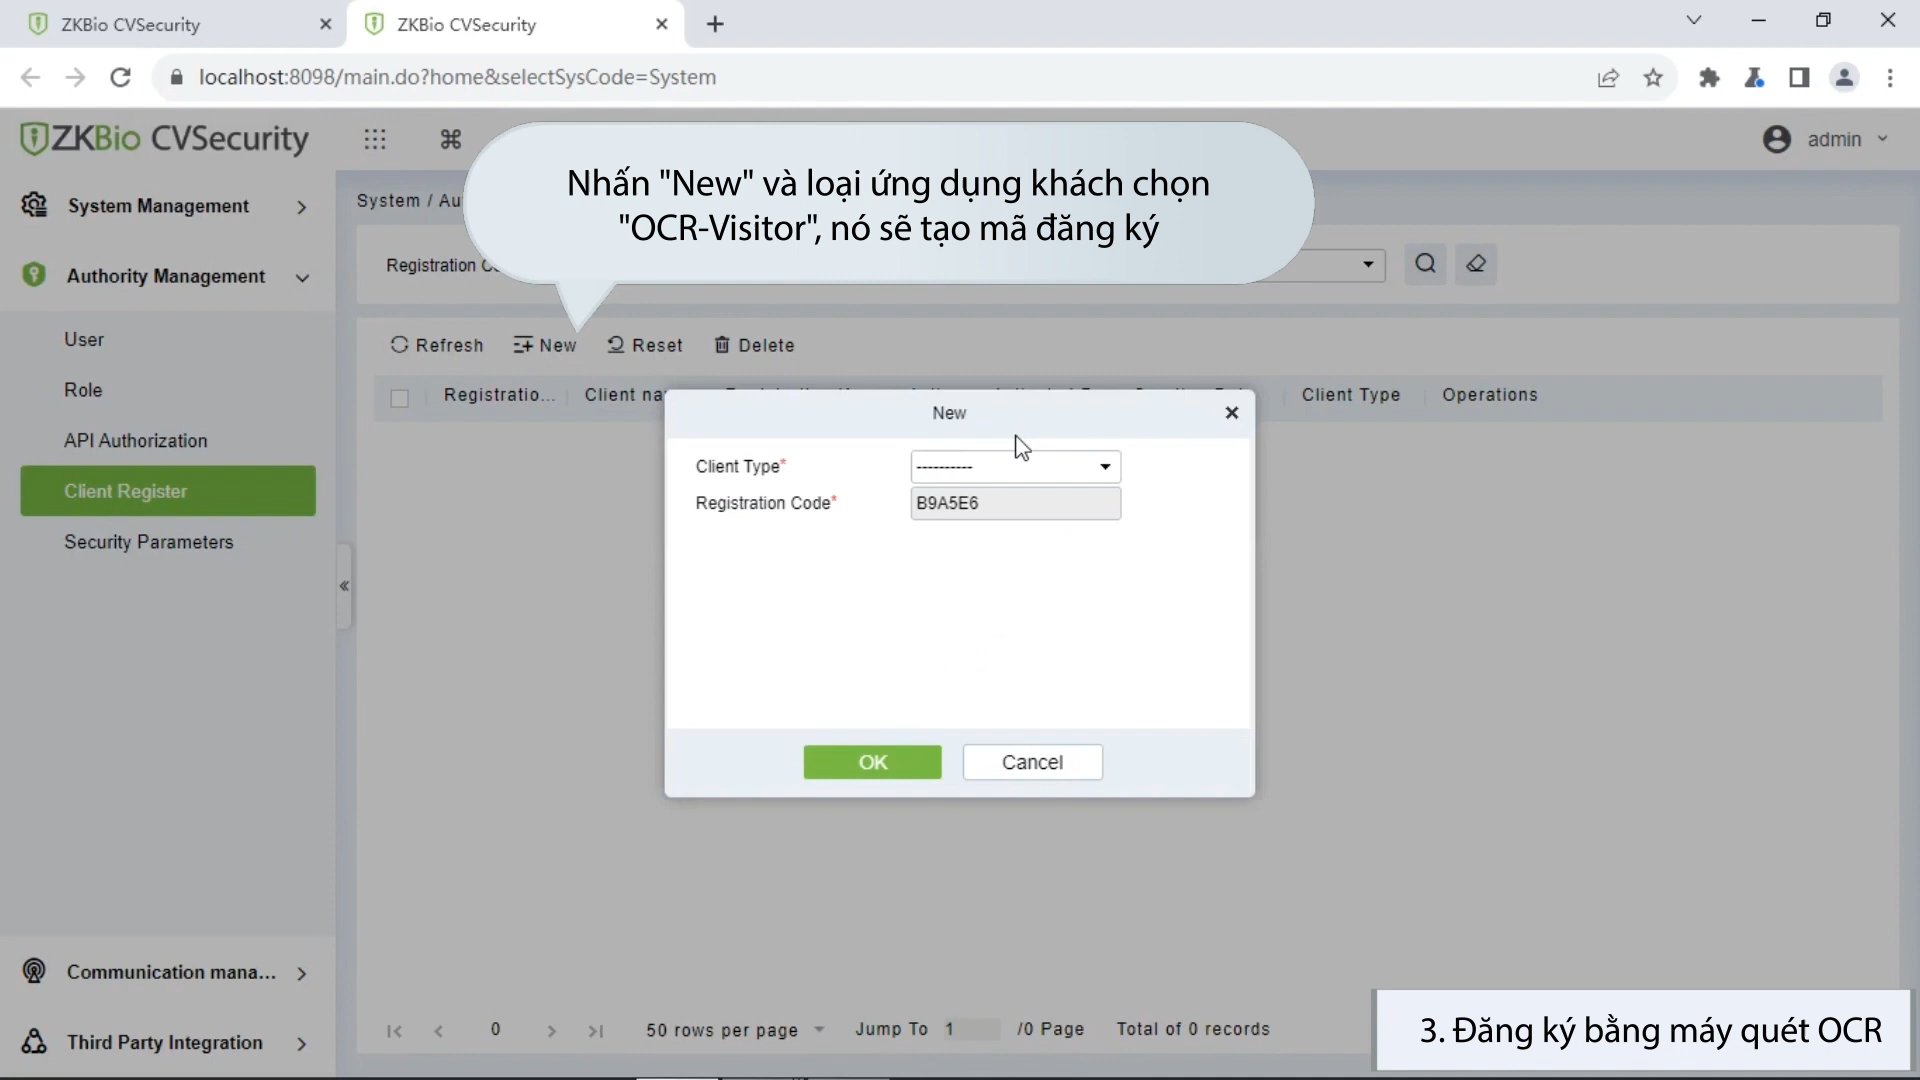 ZKBio CVSecurity
ZKBio CVSecurity
localhost:8098/main.do?home&selectSysCode=System
ZKBio CVSecurity
admin
Nhấn "New" và loại ứng dụng khách chọn
"OCR-Visitor", nó sẽ tạo mã đăng ký
System Management
Authority Management
User
Role
API Authorization
Client Register
Security Parameters
Communication mana...
Third Party Integration
System / Au
Registration
Refresh
New
Reset
Delete
Registratio...
Client na
Client Type
Operations
New
Client Type*
----------
Registration Code*
B9A5E6
OK
Cancel
0
50 rows per page
Jump To 1 /0 Page
Total of 0 records
3. Đăng ký bằng máy quét OCR